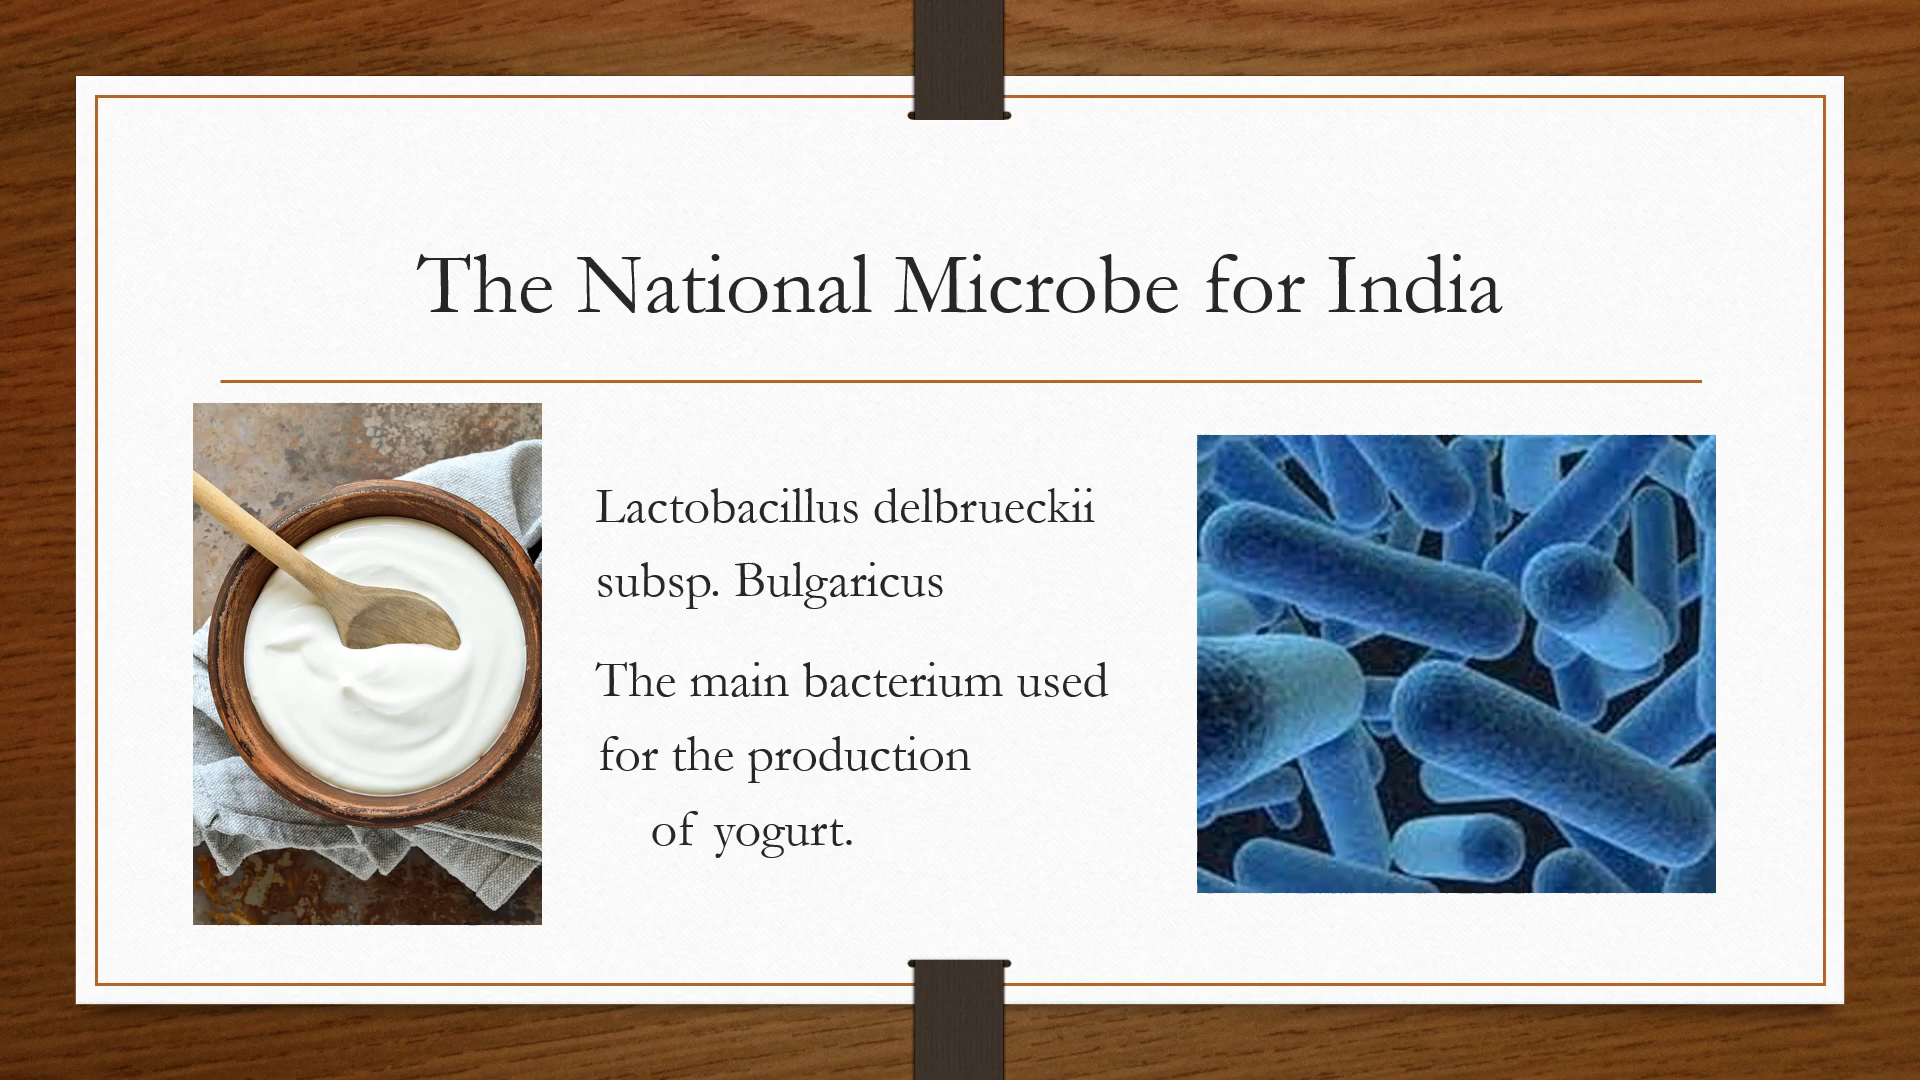 The National Microbe for India
Lactobacillus delbrueckii
subsp. Bulgaricus
The main bacterium used
for the production
of yogurt.